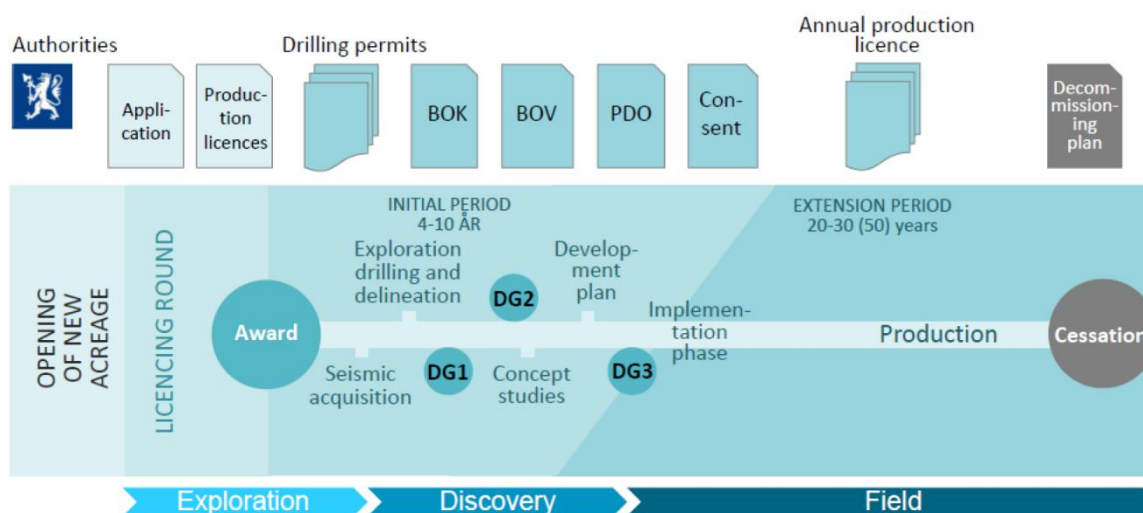 Authorities
Drilling permits
Annual production
licence
Appli-
cation
Produc-
tion
licences
BOK
BOV
PDO
Con-
sent
Decom-
missio-
ing
plan
OPENING
OF NEW
ACREAGE
LICENCING ROUND
INITIAL PERIOD
4-10 ÅR
EXTENSION PERIOD
20-30 (50) years
Exploration
drilling and
delineation
Develop-
ment
plan
DG2
Award
Implemen-
tation
phase
Production
Cessation
Seismic
acquisition
DG1
Concept
studies
DG3
Exploration
Discovery
Field